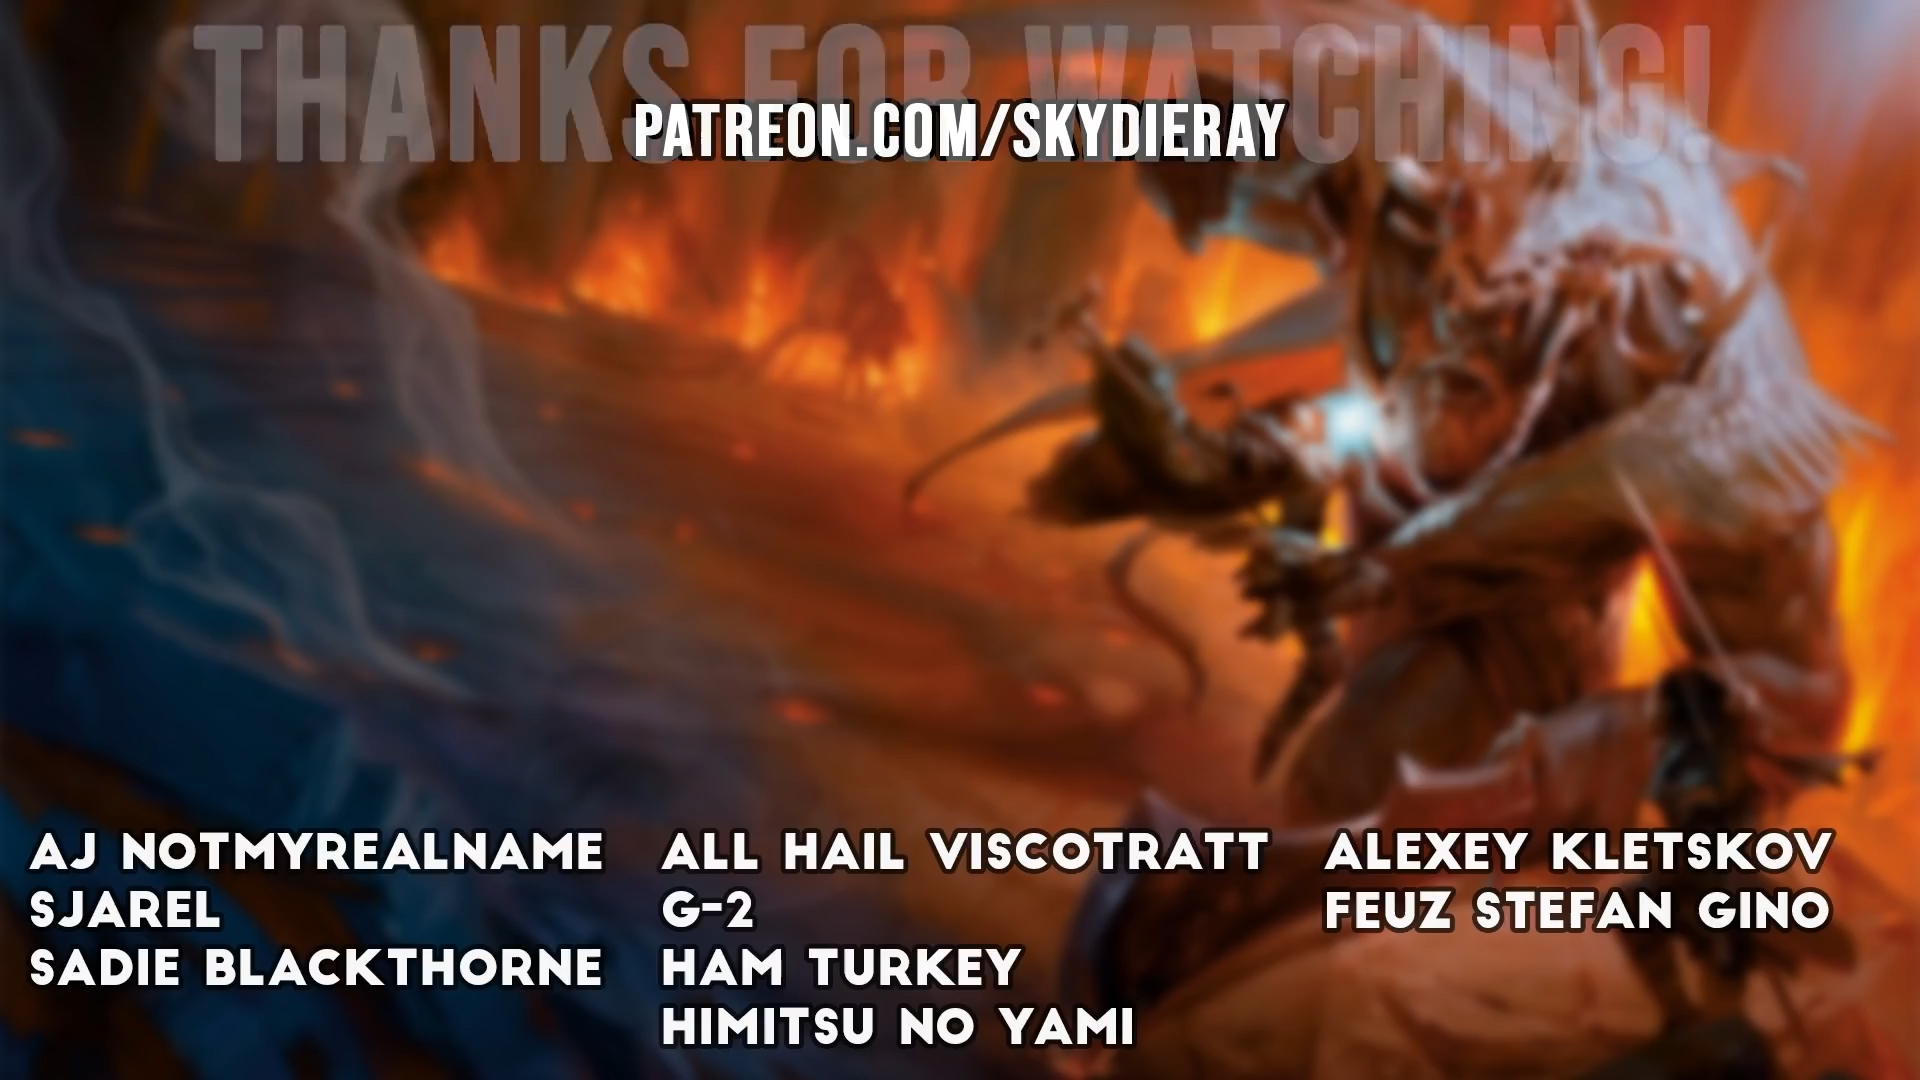 THANKS FOR WATCHING!
PATREON.COM/SKYDIERAY
AJ NOTMYREALNAME
SJAREL
SADIE BLACKTHORNE
ALL HAIL VISCOTRATT
G-2
HAM TURKEY
HIMITSU NO YAMI
ALEXEY KLETSKOV
FEUZ STEFAN GINO